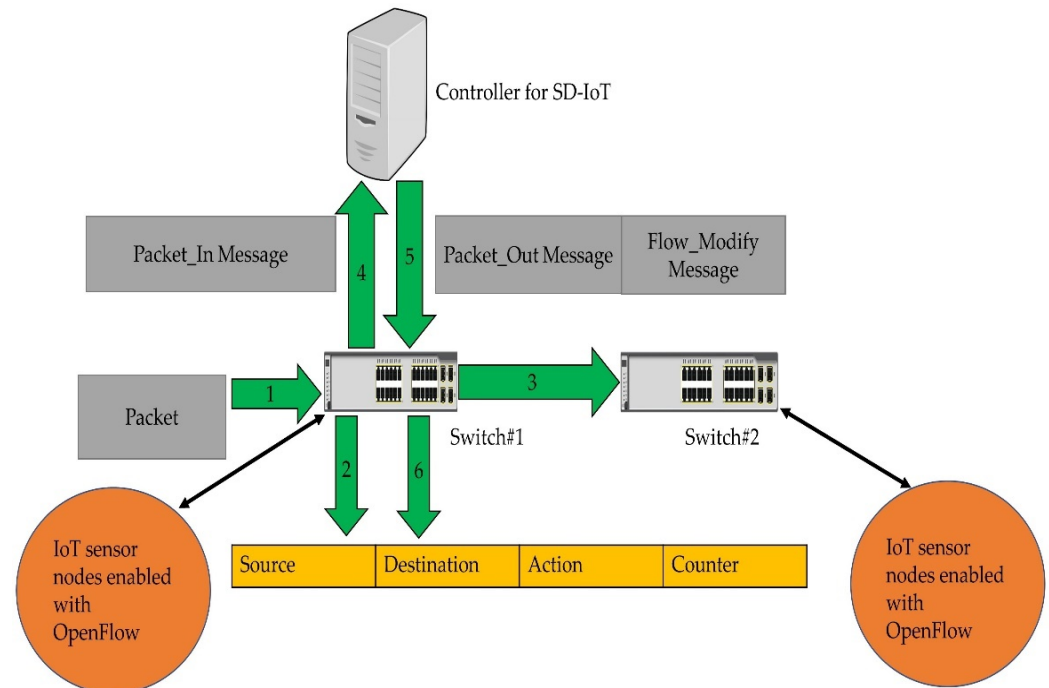 Controller for SD-IoT
Packet_In Message
4
5
Packet_Out Message
Flow_Modify
Message
Packet
1
3
Switch#1
Switch#2
2
6
IoT sensor
nodes enabled
with
OpenFlow
Source
Destination
Action
Counter
IoT sensor
nodes enabled
with
OpenFlow